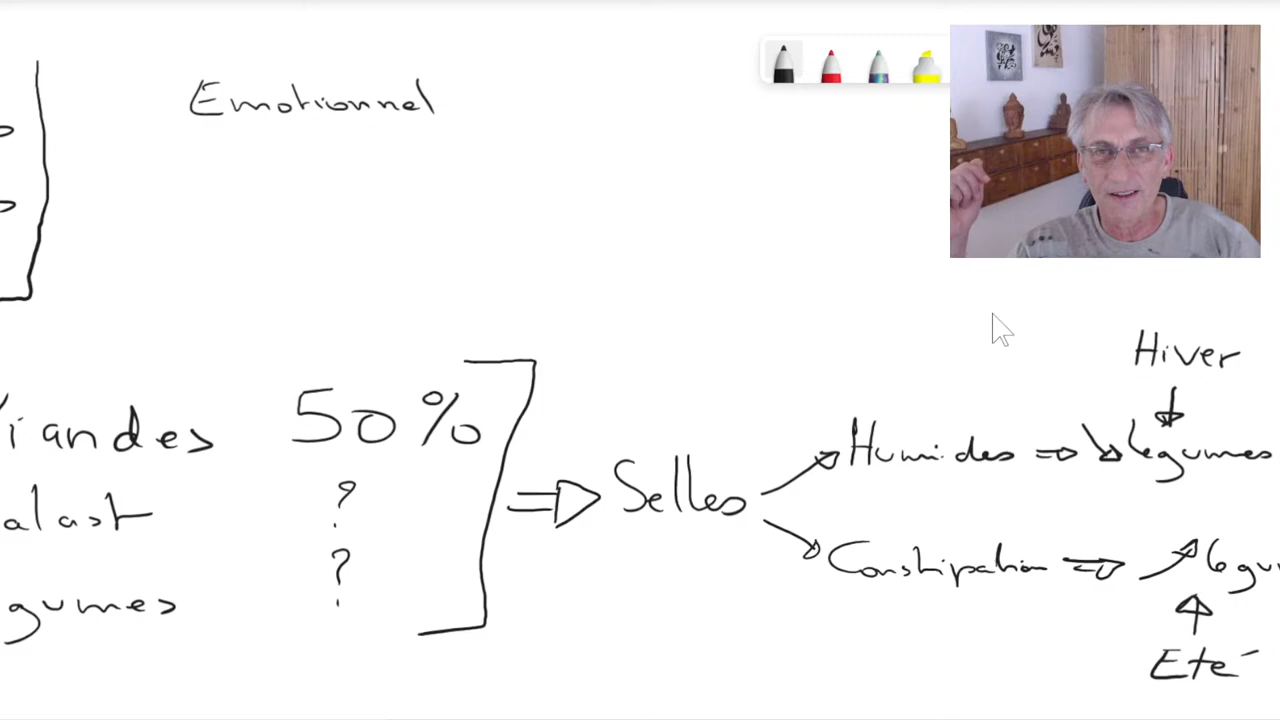 Emotionnel
Hiver
iandes 50%
Humides ⇒ ↘ légumes
Selles
alast ?
Constipation ⇒ ↗ légu
?
gumes
Eté